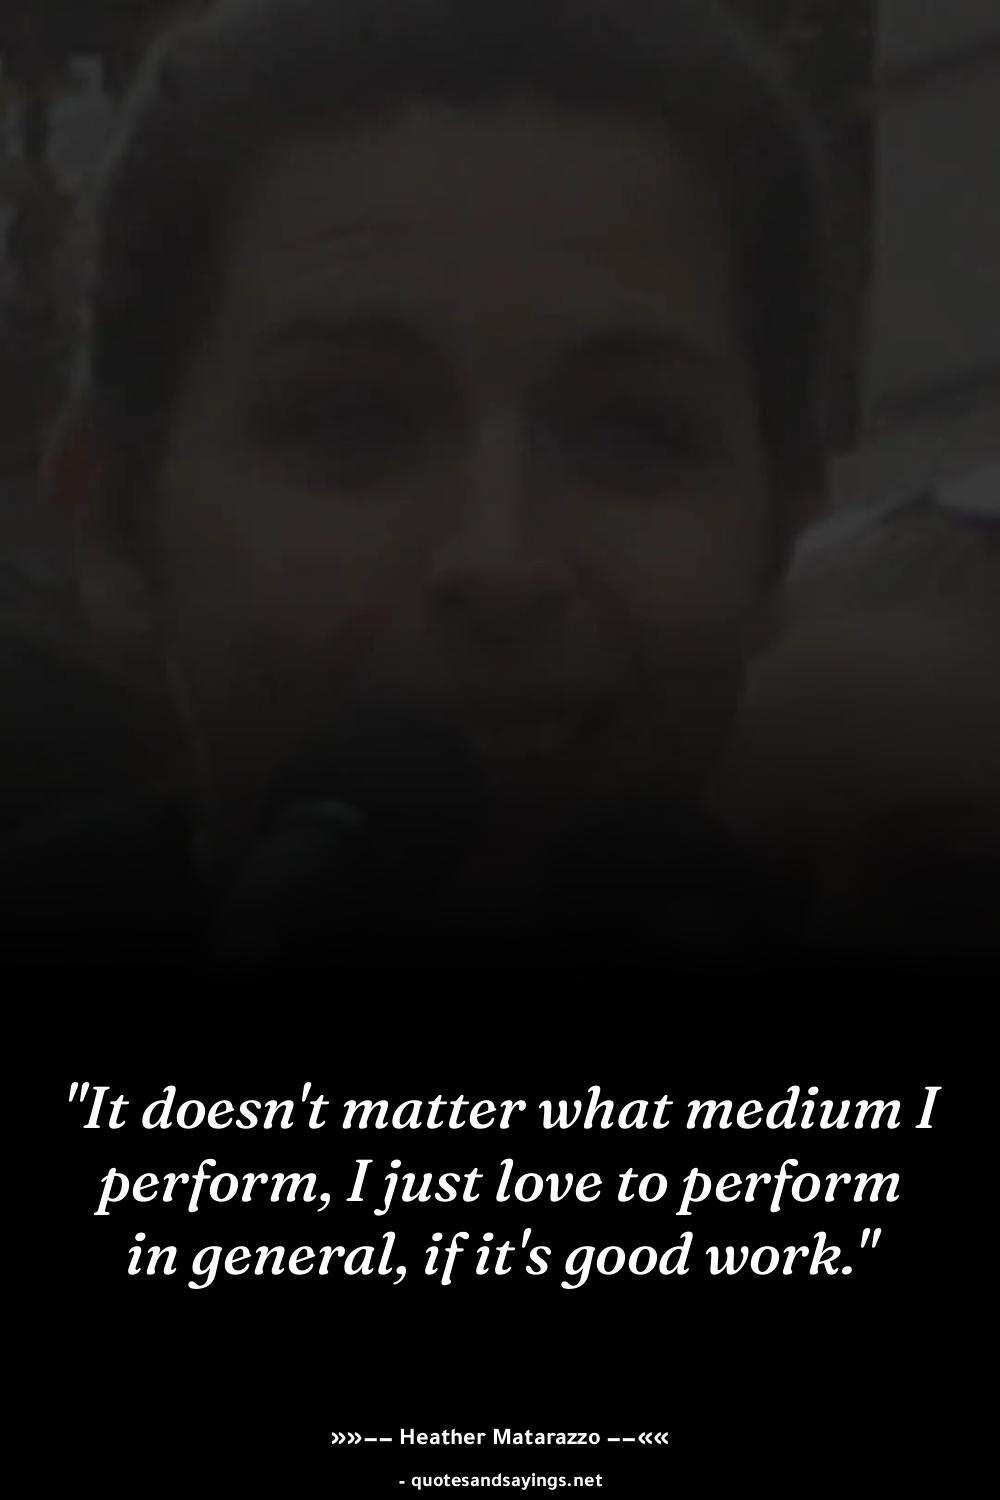 "It doesn't matter what medium I
perform, I just love to perform
in general, if it's good work."
»»–– Heather Matarazzo ––««
- quotesandsayings.net